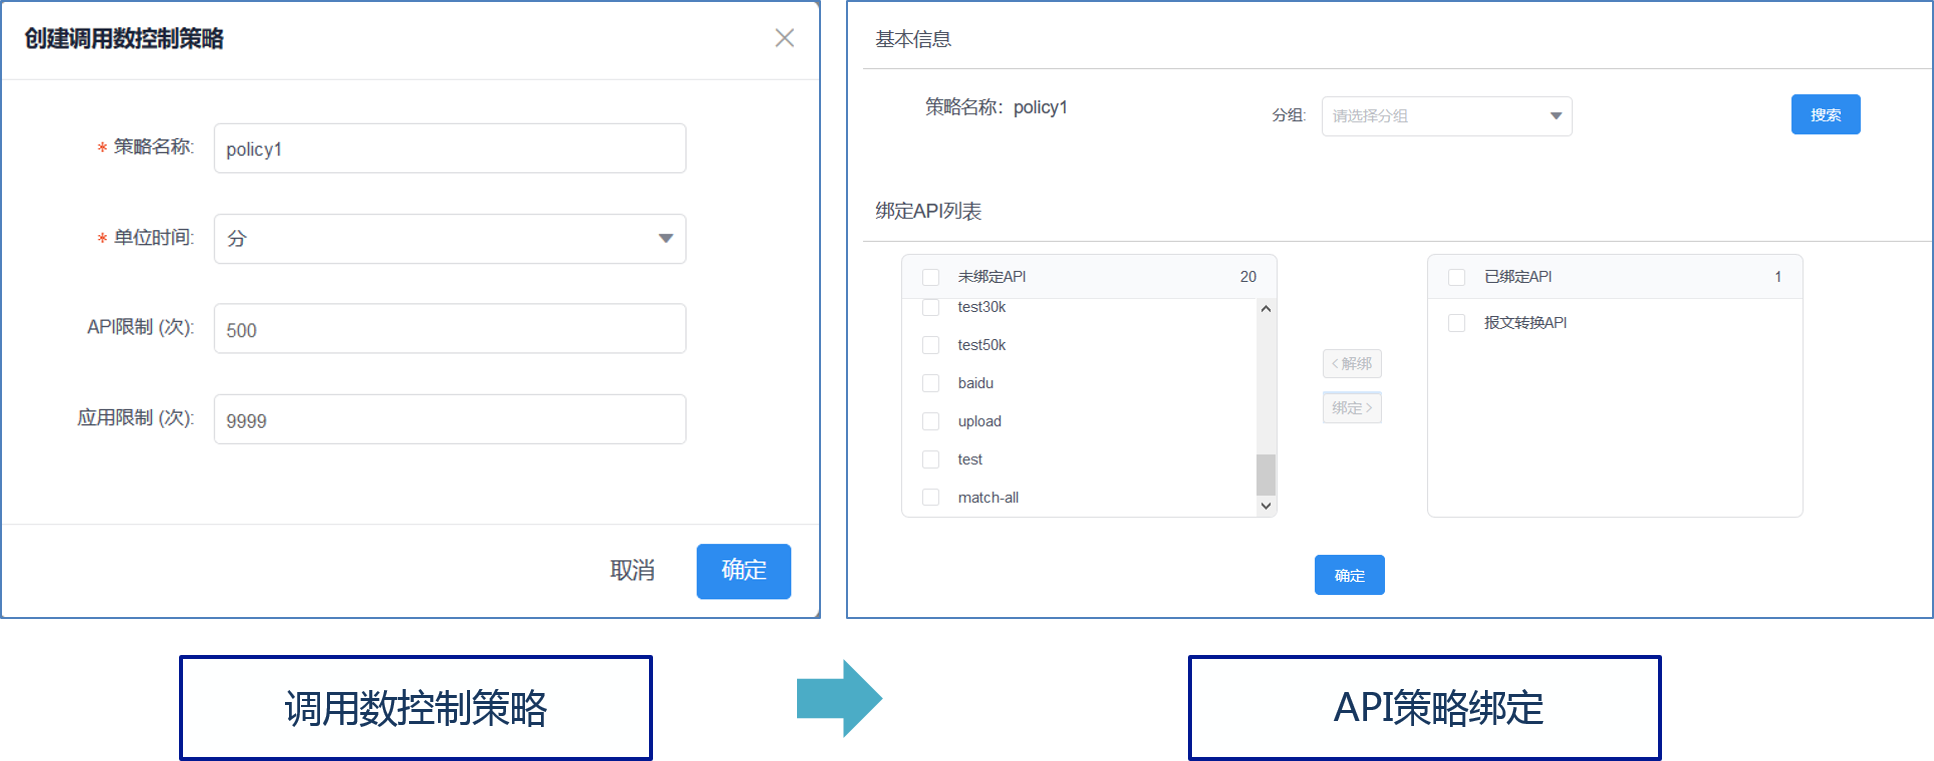 创建调用数控制策略
* 策略名称: policy1
* 单位时间: 分
API限制 (次): 500
应用限制 (次): 9999
取消 确定
基本信息
策略名称: policy1 分组: 请选择分组 搜索
绑定API列表
未绑定API 20
test30k
test50k
baidu
upload
test
match-all
<解绑
绑定>
已绑定API 1
报文转换API
确定
调用数控制策略
API策略绑定